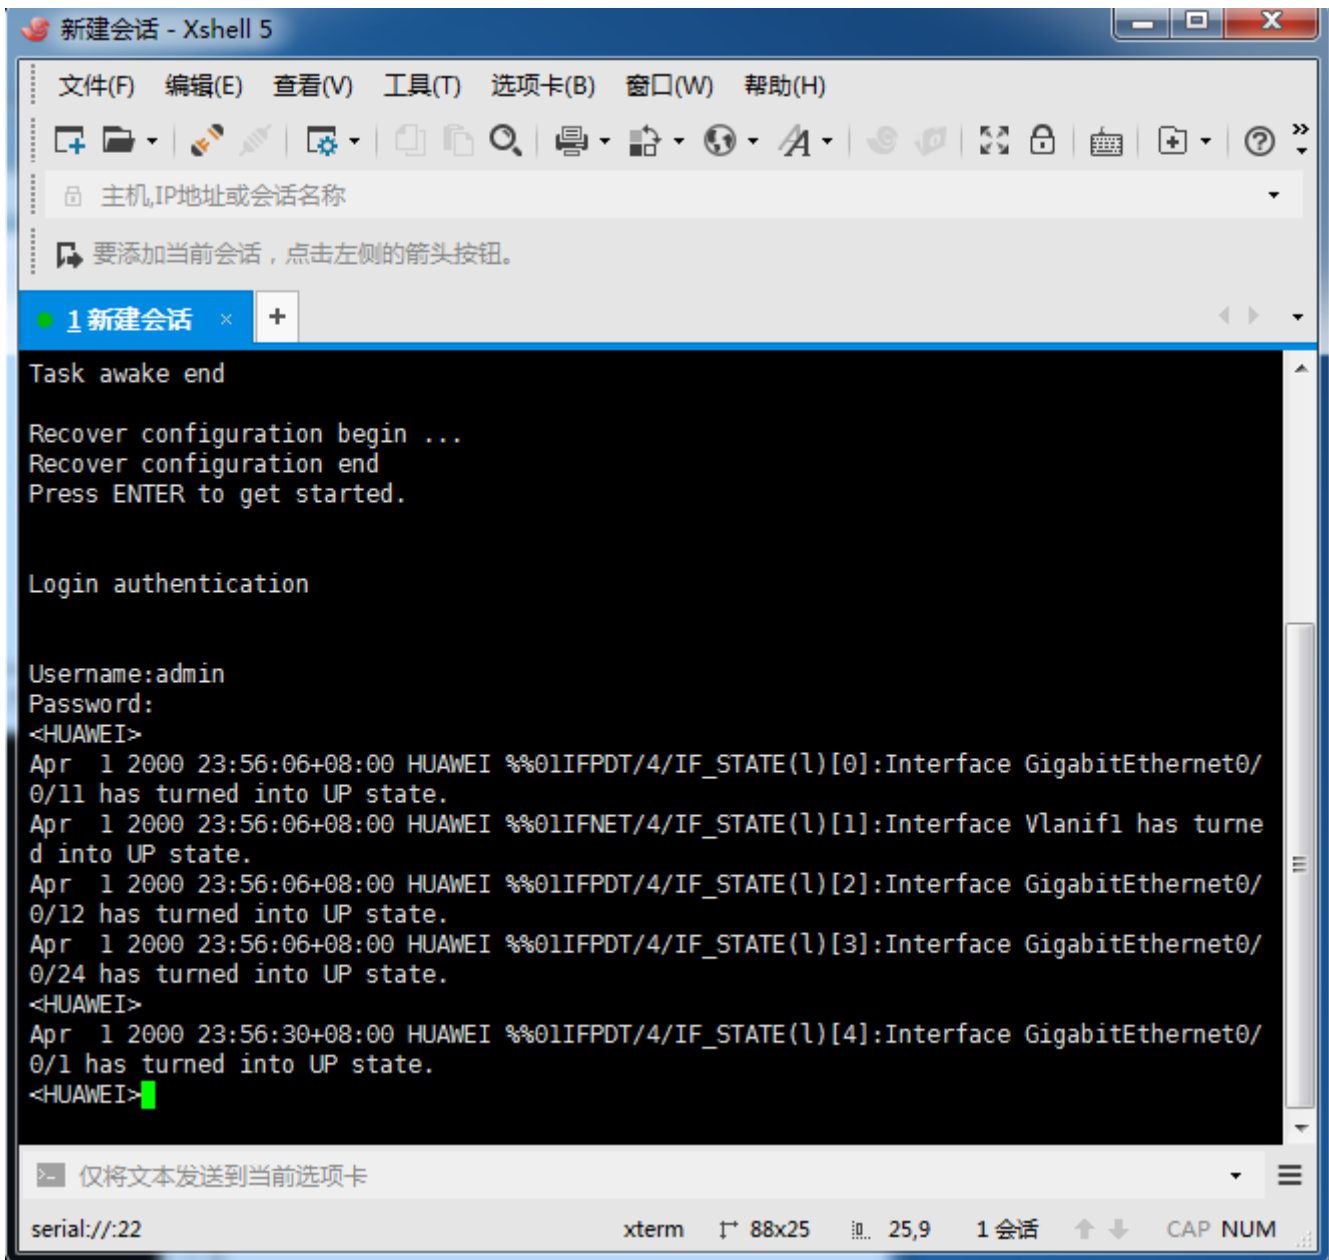 新建会话 - Xshell 5
文件(F) 编辑(E) 查看(V) 工具(T) 选项卡(B) 窗口(W) 帮助(H)
主机,IP地址或会话名称
要添加当前会话，点击左侧的箭头按钮。
1 新建会话
Task awake end
Recover configuration begin ...
Recover configuration end
Press ENTER to get started.
Login authentication
Username:admin
Password:
<HUAWEI>
Apr  1 2000 23:56:06+08:00 HUAWEI %%01IFPDT/4/IF_STATE(l)[0]:Interface GigabitEthernet0/
0/11 has turned into UP state.
Apr  1 2000 23:56:06+08:00 HUAWEI %%01IFNET/4/IF_STATE(l)[1]:Interface Vlanif1 has turne
d into UP state.
Apr  1 2000 23:56:06+08:00 HUAWEI %%01IFPDT/4/IF_STATE(l)[2]:Interface GigabitEthernet0/
0/12 has turned into UP state.
Apr  1 2000 23:56:06+08:00 HUAWEI %%01IFPDT/4/IF_STATE(l)[3]:Interface GigabitEthernet0/
0/24 has turned into UP state.
<HUAWEI>
Apr  1 2000 23:56:30+08:00 HUAWEI %%01IFPDT/4/IF_STATE(l)[4]:Interface GigabitEthernet0/
0/1 has turned into UP state.
<HUAWEI>
仅将文本发送到当前选项卡
serial://:22 xterm 88x25 25,9 1 会话 CAP NUM